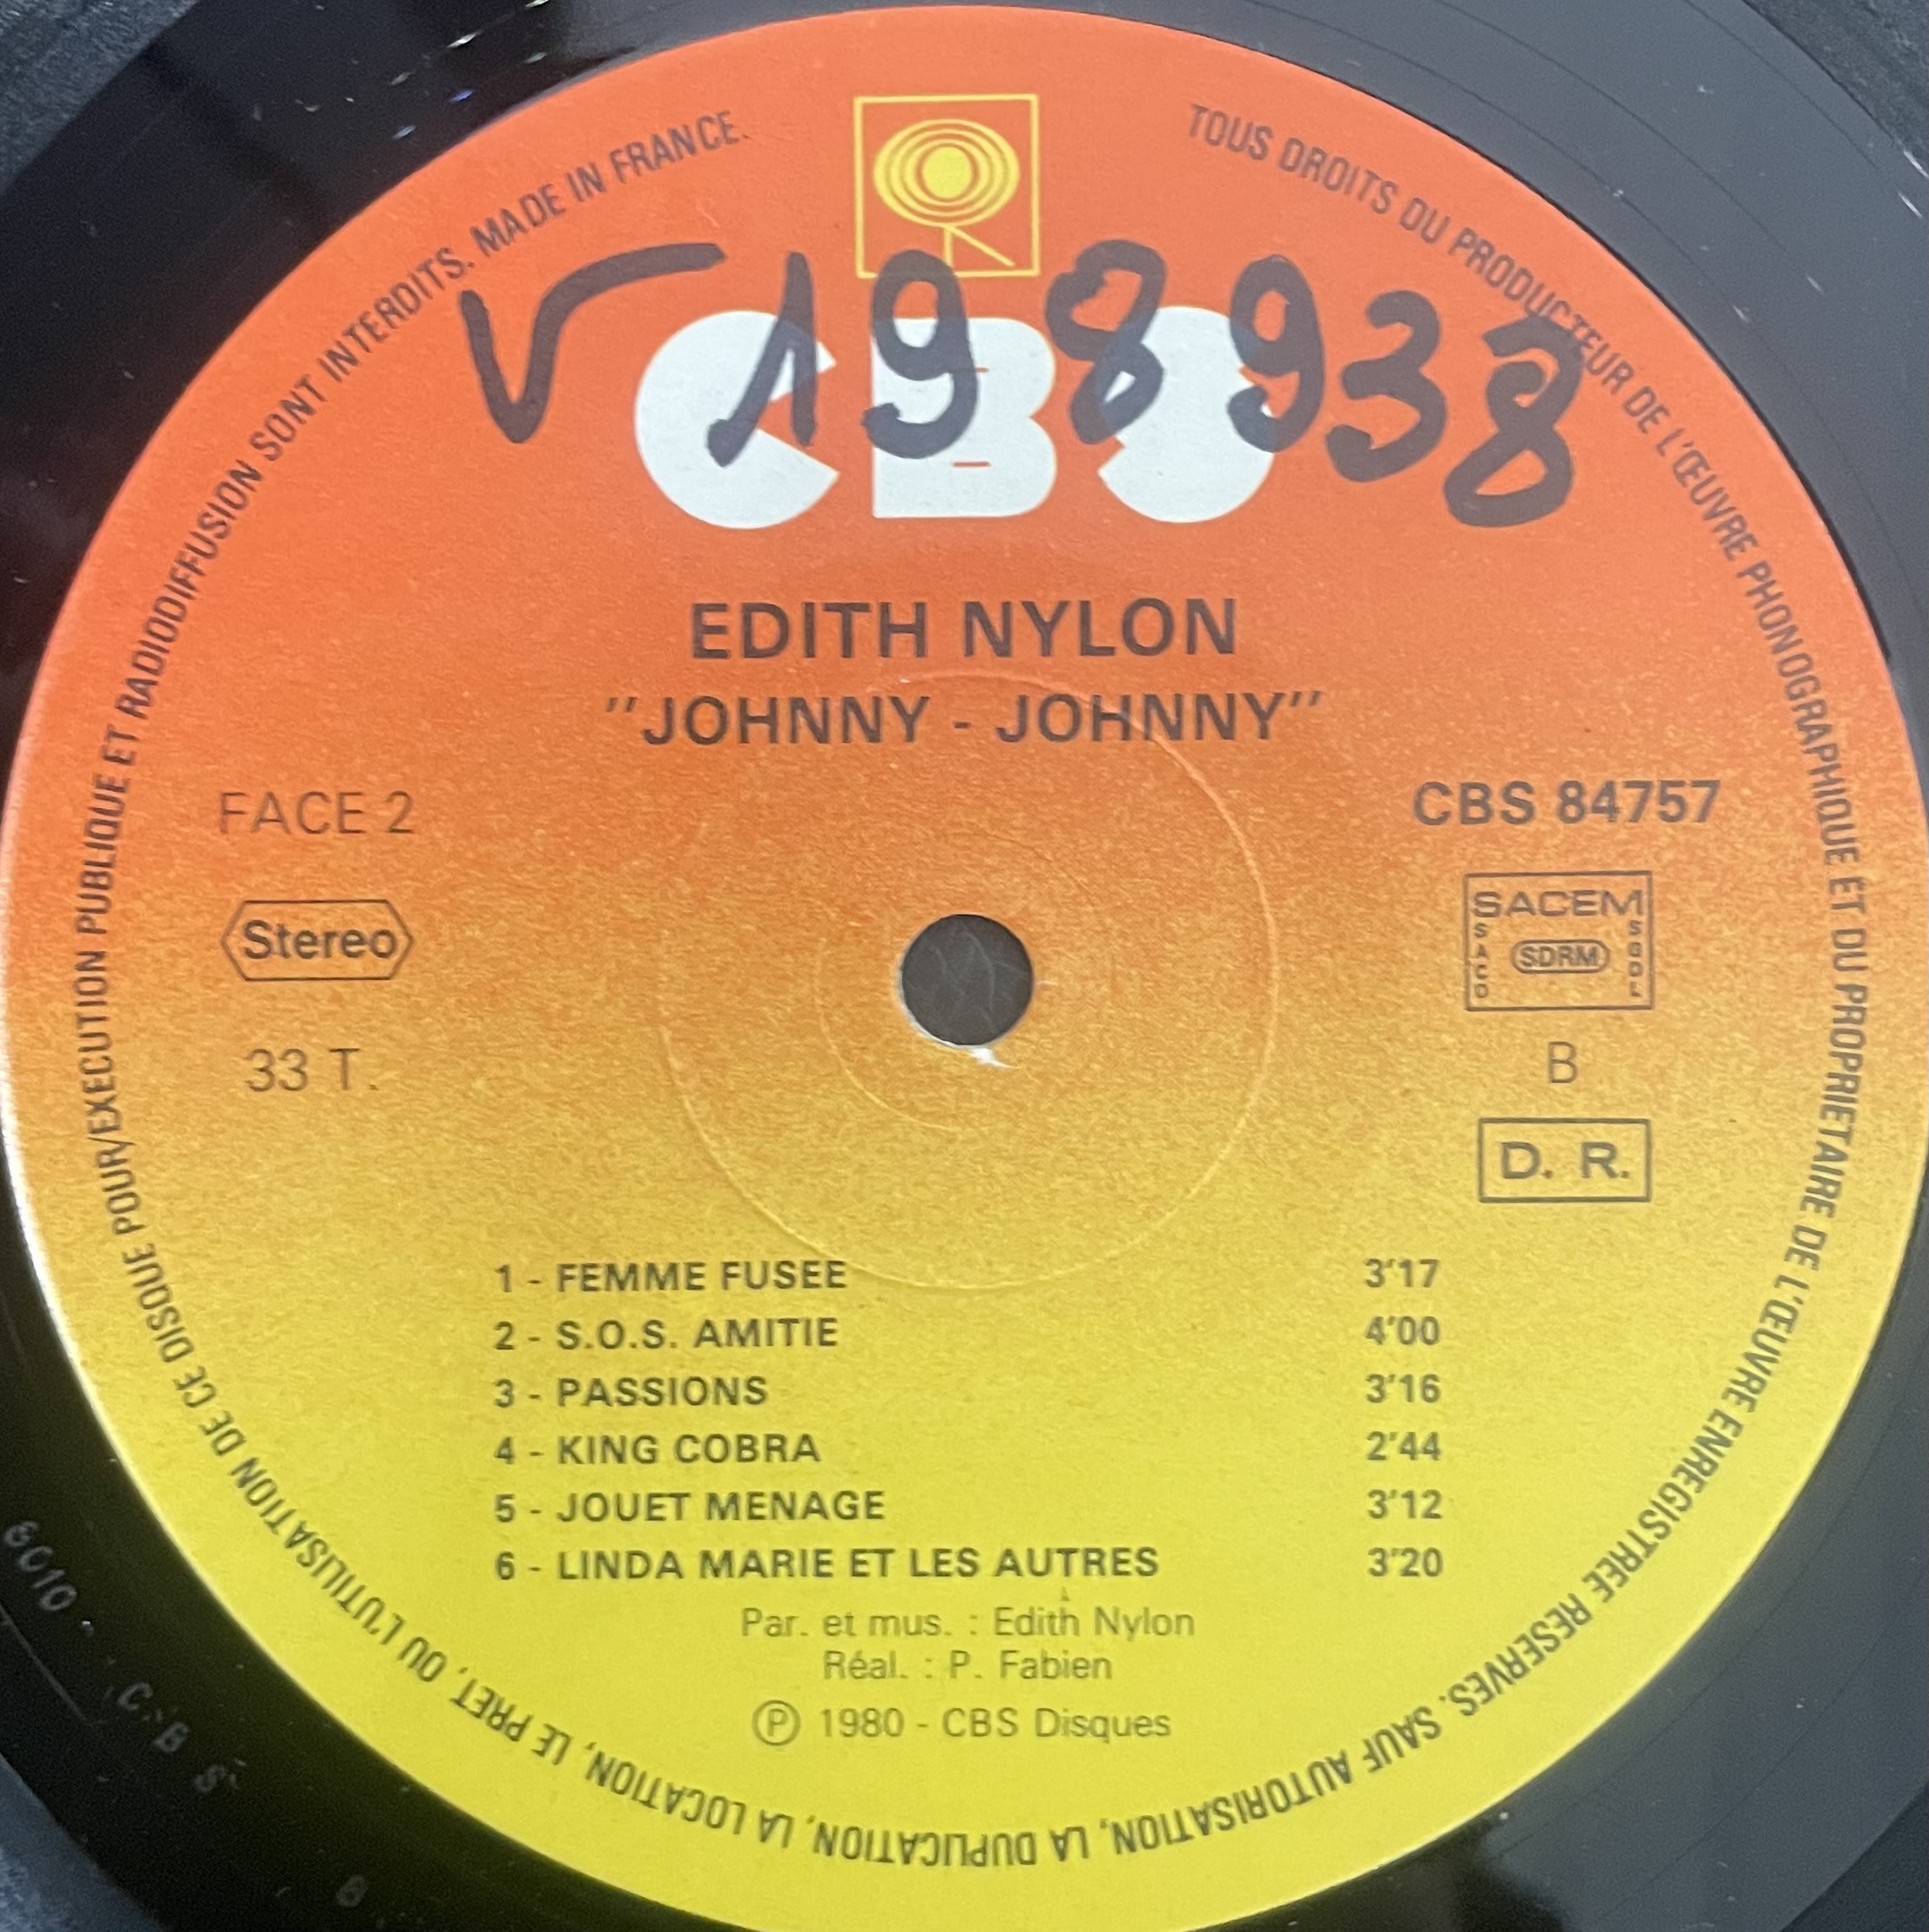 TOUS DROITS DU PRODUCTEUR DE L'ŒUVRE PHONOGRAPHIQUE ET DU PROPRIETAIRE DE L'ŒUVRE ENREGISTREE RESERVES. SAUF AUTORISATION, LA DUPLICATION, LA LOCATION, LE PRET, OU L'UTILISATION DE CE DISQUE POUR/EXECUTION PUBLIQUE ET RADIODIFFUSION SONT INTERDITS. MADE IN FRANCE.
V 198938
CBS
EDITH NYLON
"JOHNNY - JOHNNY"
FACE 2
CBS 84757
Stereo
SACEM
SACD
SDRM
SGDL
33 T.
B
D. R.
1 - FEMME FUSEE 3'17
2 - S.O.S. AMITIE 4'00
3 - PASSIONS 3'16
4 - KING COBRA 2'44
5 - JOUET MENAGE 3'12
6 - LINDA MARIE ET LES AUTRES 3'20
Par. et mus. : Edith Nylon
Réal. : P. Fabien
Ⓟ 1980 - CBS Disques